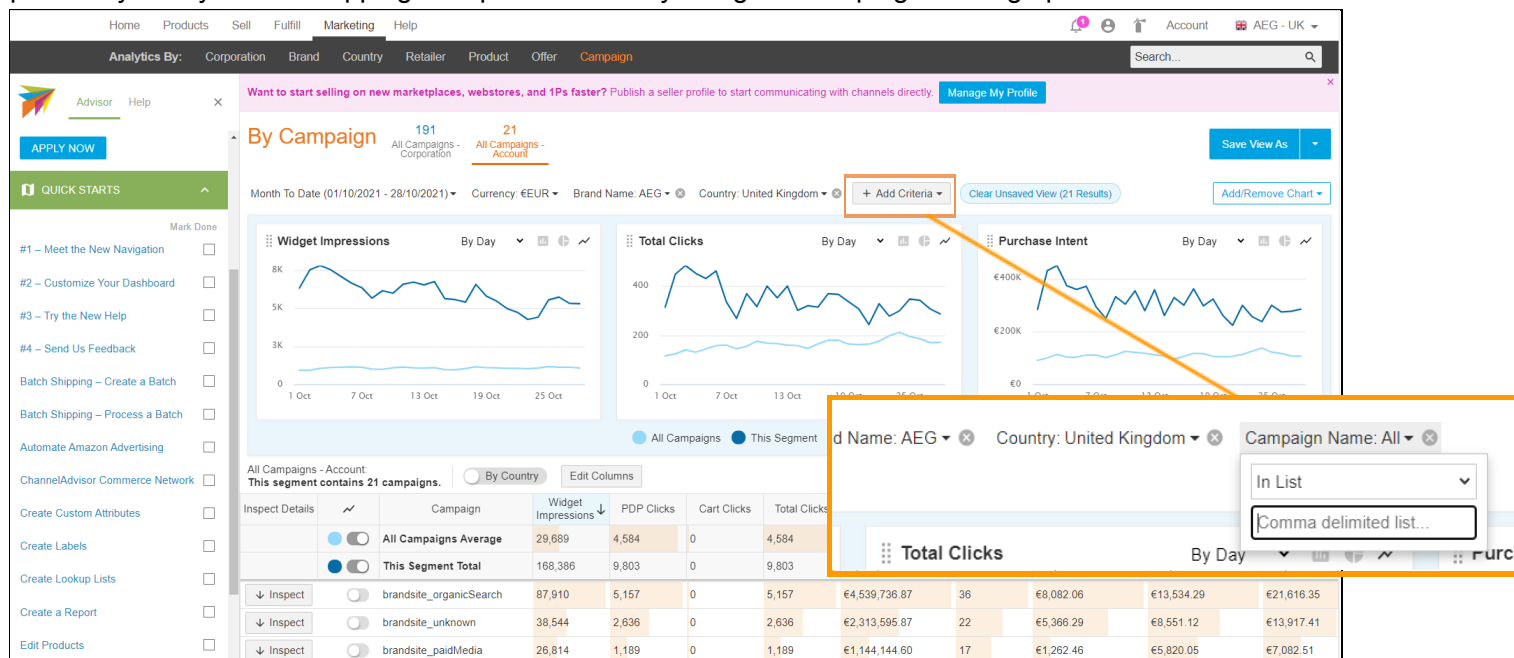 Home Products Sell Fulfill Marketing Help 1 Account AEG - UK
Analytics By: Corporation Brand Country Retailer Product Offer Campaign Search...
Advisor Help ×
Want to start selling on new marketplaces, webstores, and 1Ps faster? Publish a seller profile to start communicating with channels directly. Manage My Profile ×
APPLY NOW
By Campaign
191
All Campaigns -
Corporation
21
All Campaigns -
Account
Save View As
QUICK STARTS
Month To Date (01/10/2021 - 28/10/2021) Currency: €EUR Brand Name: AEG Country: United Kingdom + Add Criteria Clear Unsaved View (21 Results) Add/Remove Chart
Mark Done
#1 – Meet the New Navigation
#2 – Customize Your Dashboard
#3 – Try the New Help
#4 – Send Us Feedback
Batch Shipping – Create a Batch
Batch Shipping – Process a Batch
Automate Amazon Advertising
ChannelAdvisor Commerce Network
Create Custom Attributes
Create Labels
Create Lookup Lists
Create a Report
Edit Products
Widget Impressions By Day
8K
5K
3K
0
1 Oct 7 Oct 13 Oct 19 Oct 25 Oct
Total Clicks By Day
400
200
0
1 Oct 7 Oct 13 Oct 19 Oct 25 Oct
Purchase Intent By Day
€400K
€200K
€0
1 Oct 7 Oct 13 Oct 19 Oct 25 Oct
All Campaigns This Segment
d Name: AEG Country: United Kingdom Campaign Name: All
In List
Comma delimited list...
Total Clicks By Day Purc
All Campaigns - Account:
This segment contains 21 campaigns. By Country Edit Columns
Inspect Details Campaign Widget Impressions PDP Clicks Cart Clicks Total Clicks
All Campaigns Average 29,689 4,584 0 4,584
This Segment Total 168,386 9,803 0 9,803
Inspect brandsite_organicSearch 87,910 5,157 0 5,157 €4,539,736.87 36 €8,082.06 €13,534.29 €21,616.35
Inspect brandsite_unknown 38,544 2,636 0 2,636 €2,313,595.87 22 €5,366.29 €8,551.12 €13,917.41
Inspect brandsite_paidMedia 26,814 1,189 0 1,189 €1,144,144.60 17 €1,262.46 €5,820.05 €7,082.51